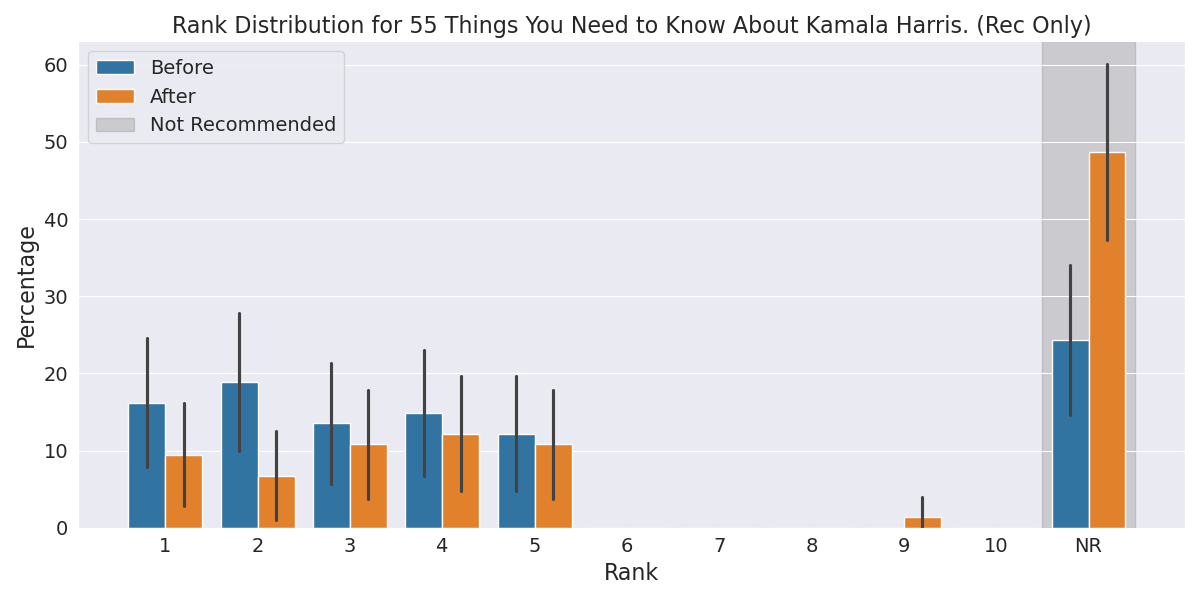 Rank Distribution for 55 Things You Need to Know About Kamala Harris. (Rec Only)
Before
After
Not Recommended
Percentage
60
50
40
30
20
10
0
1 2 3 4 5 6 7 8 9 10 NR
Rank